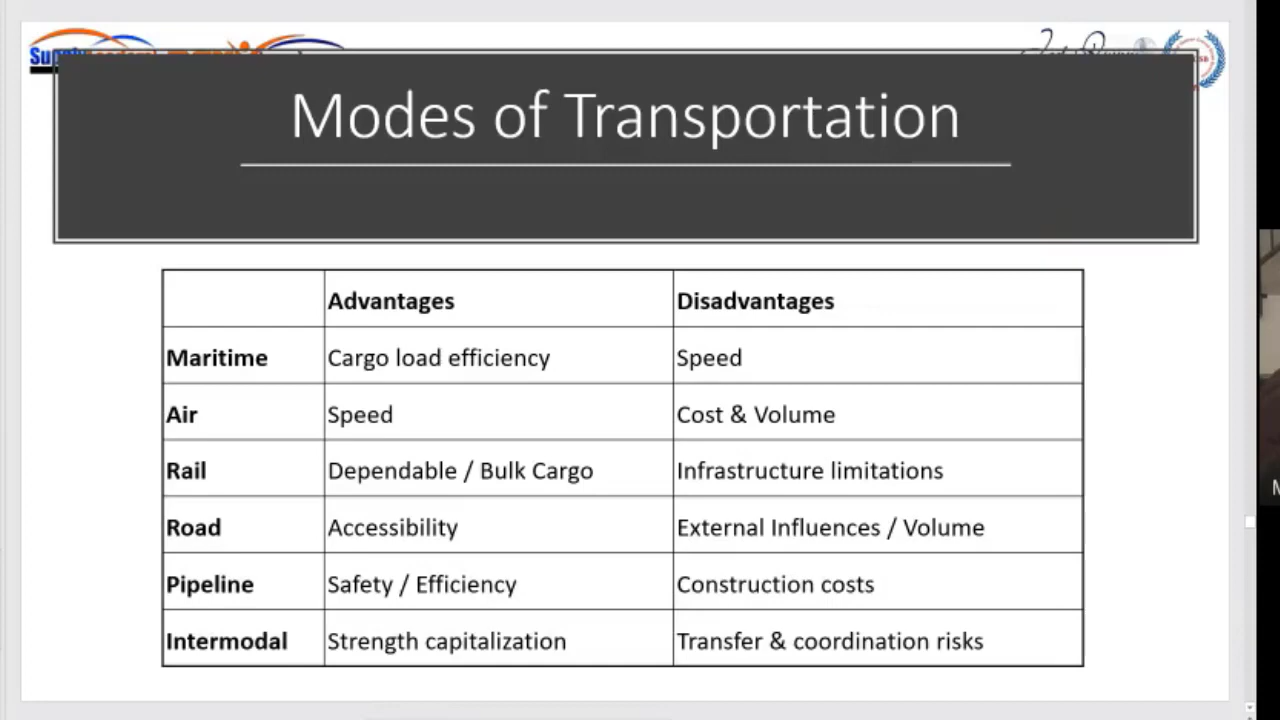 Modes of Transportation
Advantages Disadvantages
Maritime Cargo load efficiency Speed
Air Speed Cost & Volume
Rail Dependable / Bulk Cargo Infrastructure limitations
Road Accessibility External Influences / Volume
Pipeline Safety / Efficiency Construction costs
Intermodal Strength capitalization Transfer & coordination risks